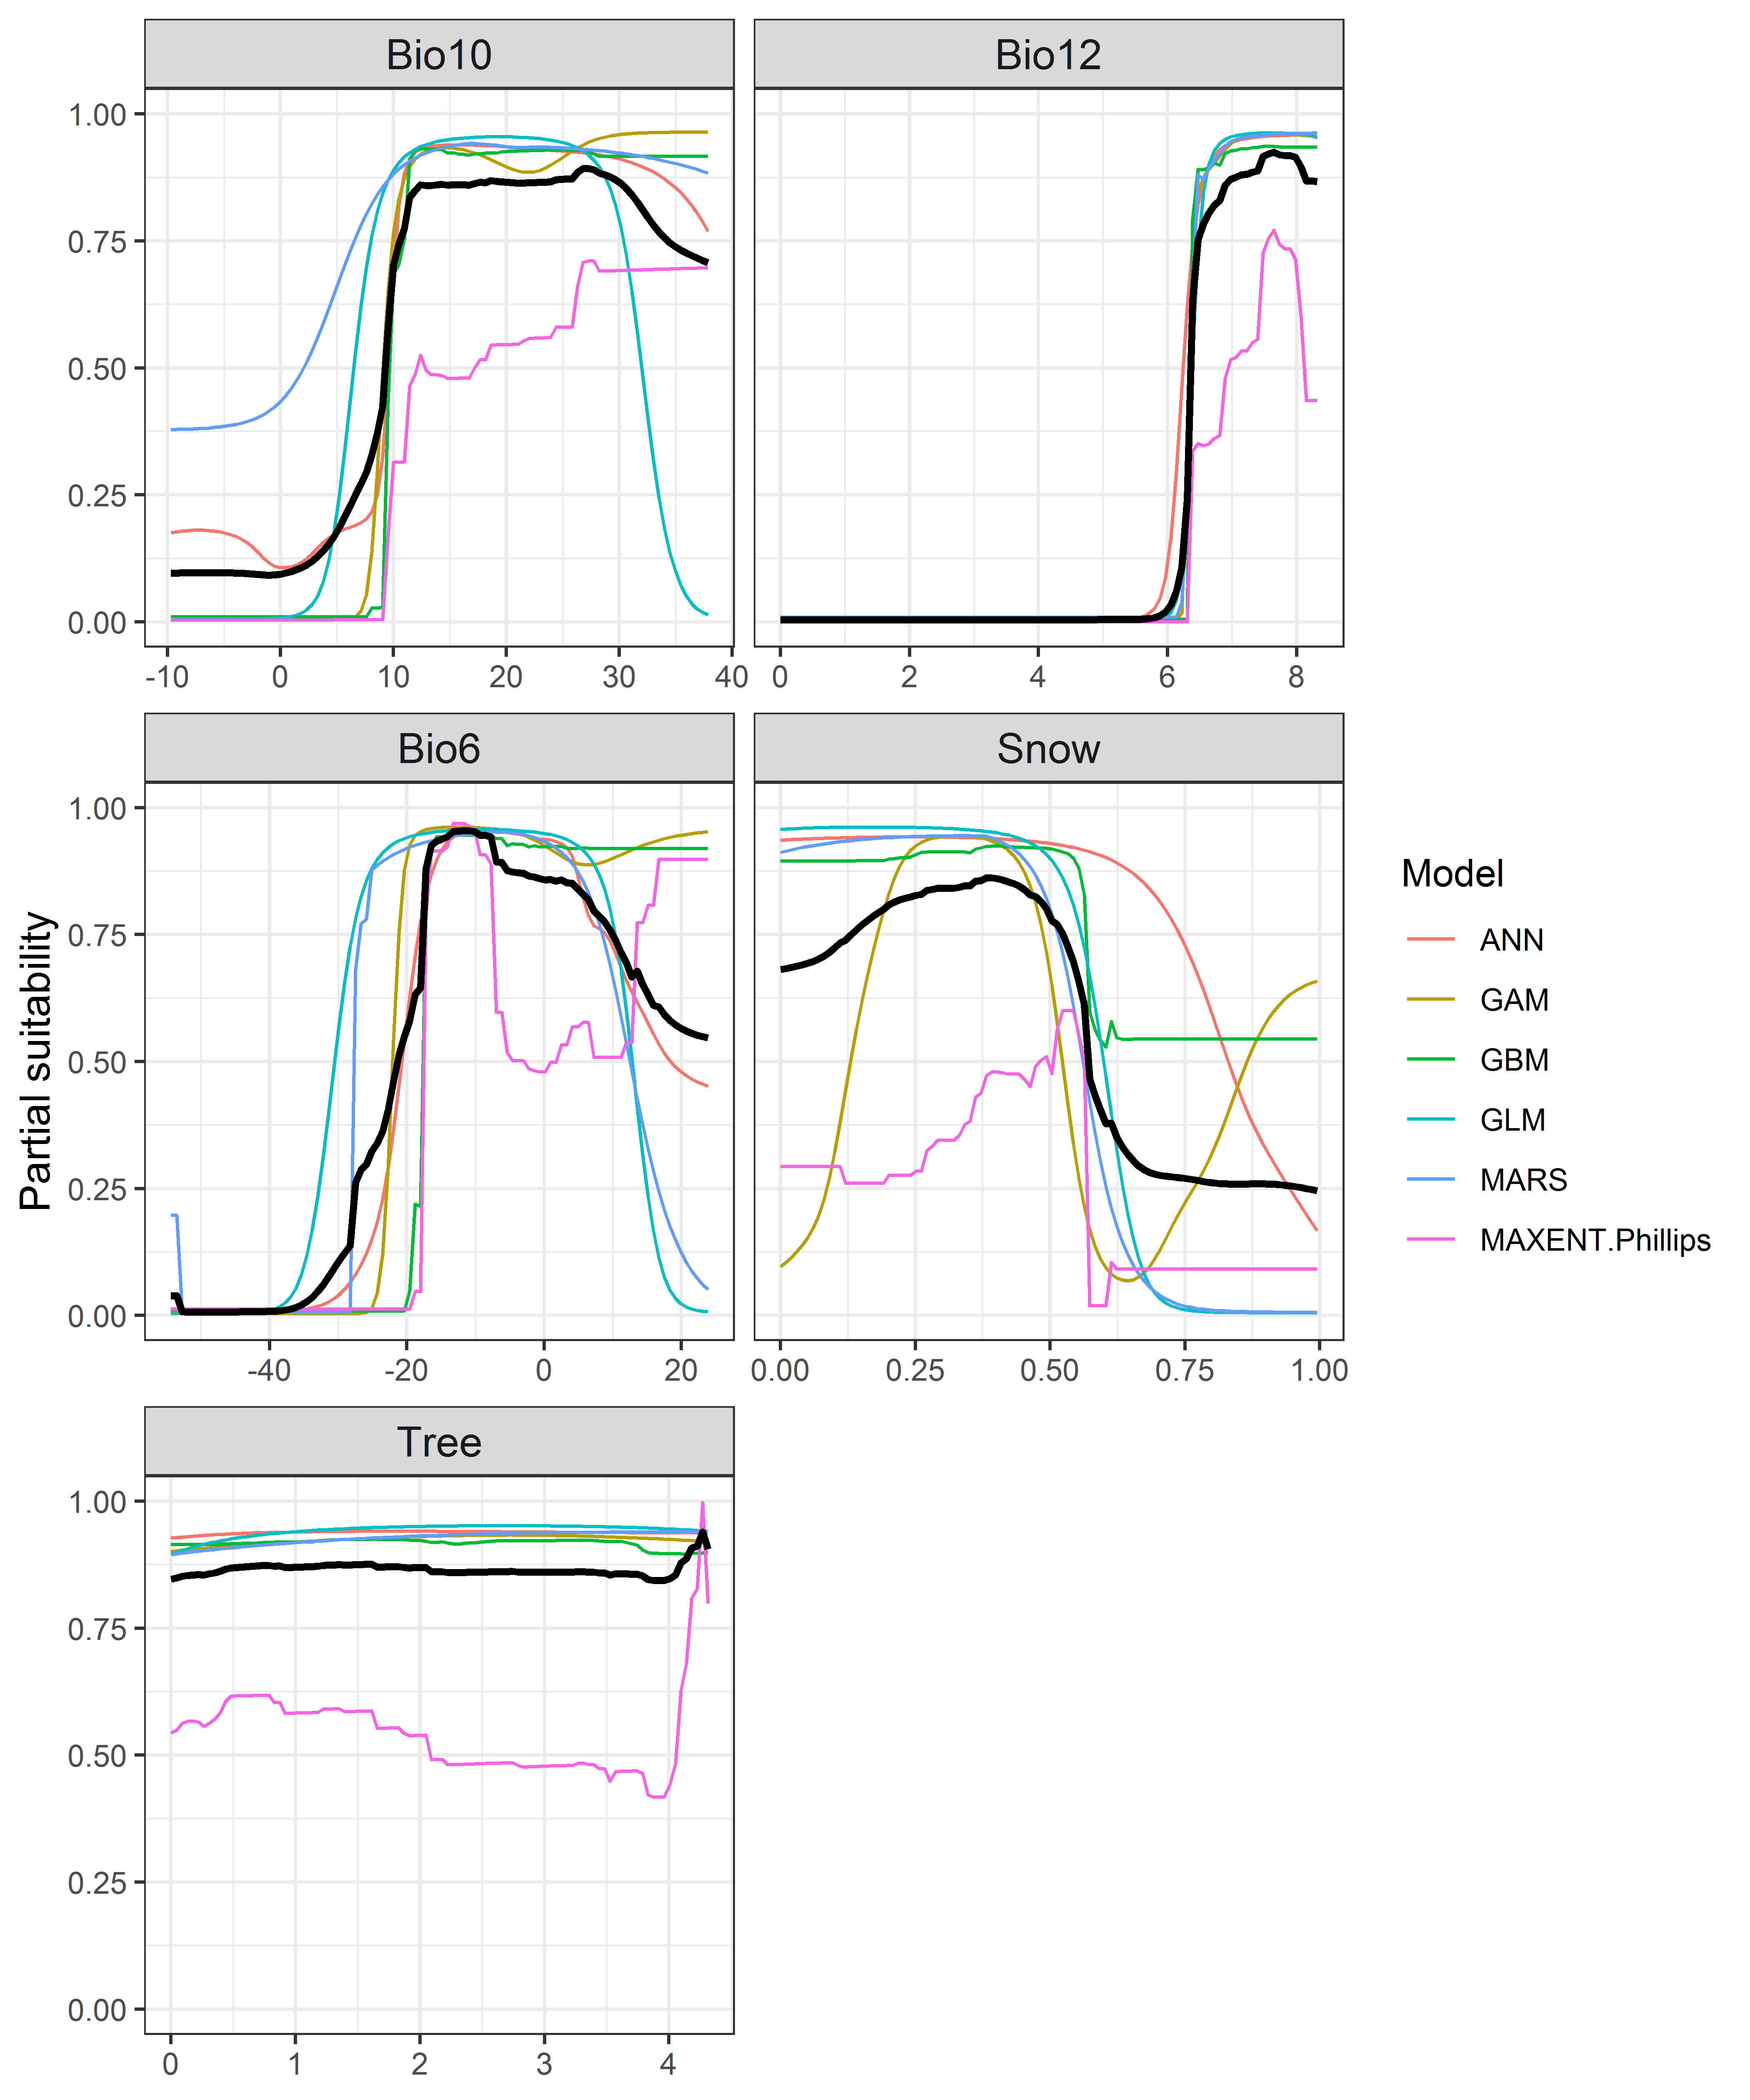 Bio10
Bio12
1.00
0.75
0.50
0.25
0.00
-10 0 10 20 30 40
0 2 4 6 8
Bio6
Snow
1.00
0.75
0.50
0.25
0.00
-40 -20 0 20
0.00 0.25 0.50 0.75 1.00
Partial suitability
Tree
1.00
0.75
0.50
0.25
0.00
0 1 2 3 4
Model
ANN
GAM
GBM
GLM
MARS
MAXENT.Phillips